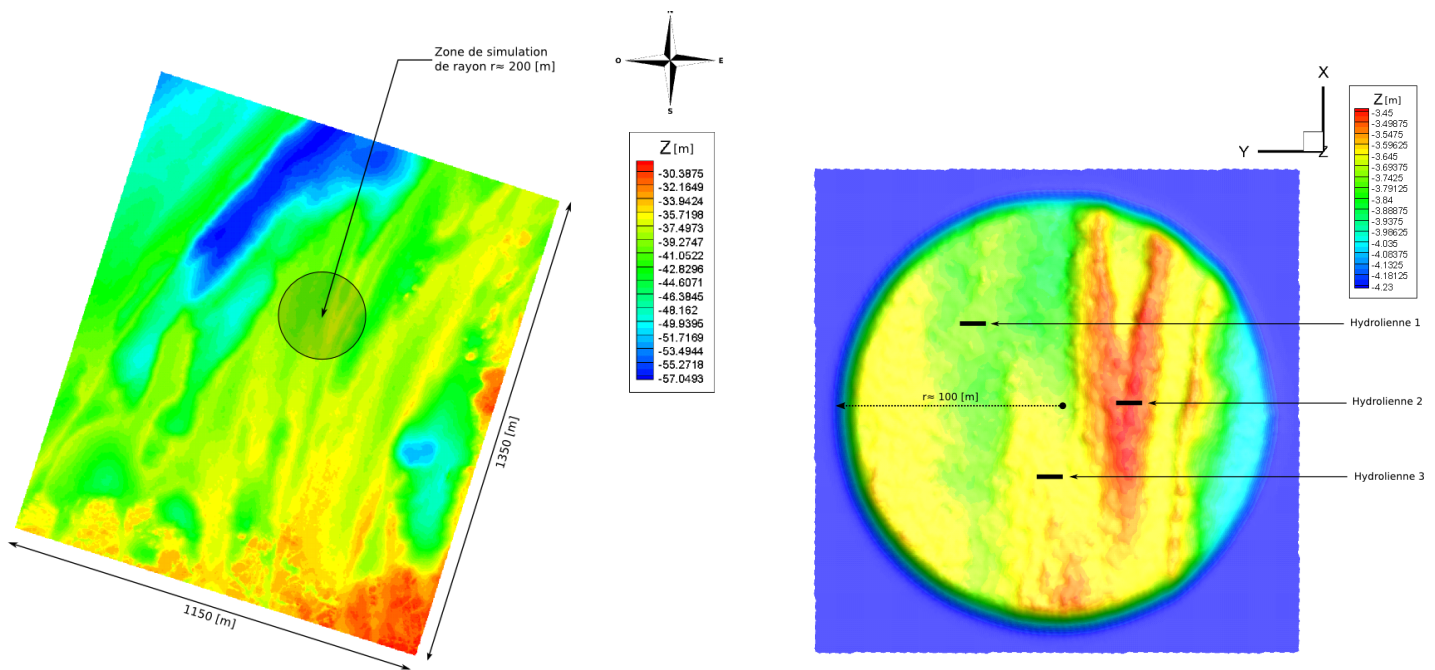 N
O
E
S
Zone de simulation
de rayon r≈ 200 [m]
Z [m]
-30.3875
-32.1649
-33.9424
-35.7198
-37.4973
-39.2747
-41.0522
-42.8296
-44.6071
-46.3845
-48.162
-49.9395
-51.7169
-53.4944
-55.2718
-57.0493
1350 [m]
1150 [m]
X
Y
Z
Z [m]
-3.45
-3.49875
-3.5475
-3.59625
-3.645
-3.69375
-3.7425
-3.79125
-3.84
-3.88875
-3.9375
-3.98625
-4.035
-4.08375
-4.1325
-4.18125
-4.23
Hydrolienne 1
r≈ 100 [m]
Hydrolienne 2
Hydrolienne 3